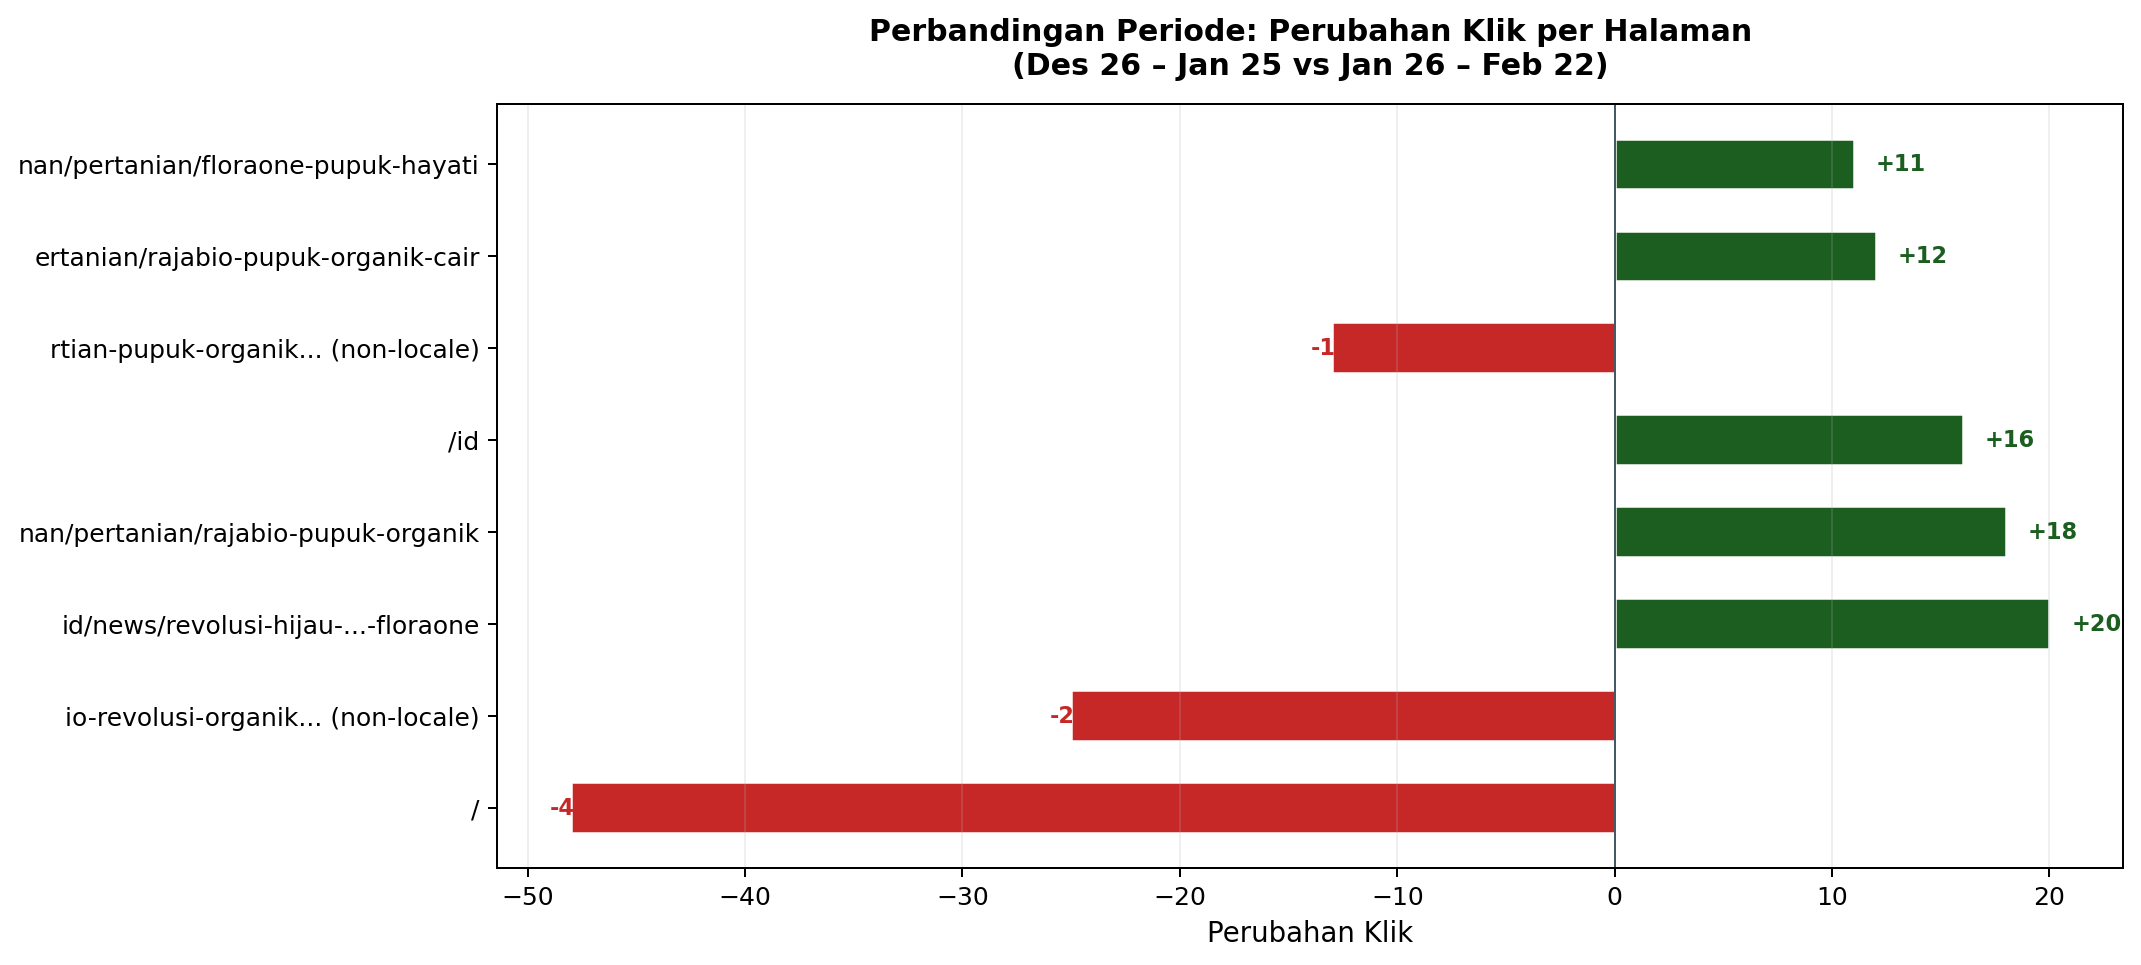 Perbandingan Periode: Perubahan Klik per Halaman
(Des 26 – Jan 25 vs Jan 26 – Feb 22)
nan/pertanian/floraone-pupuk-hayati
+11
ertanian/rajabio-pupuk-organik-cair
+12
rtian-pupuk-organik... (non-locale)
-1
/id
+16
nan/pertanian/rajabio-pupuk-organik
+18
id/news/revolusi-hijau-...-floraone
+20
io-revolusi-organik... (non-locale)
-2
/
-4
−50 −40 −30 −20 −10 0 10 20
Perubahan Klik